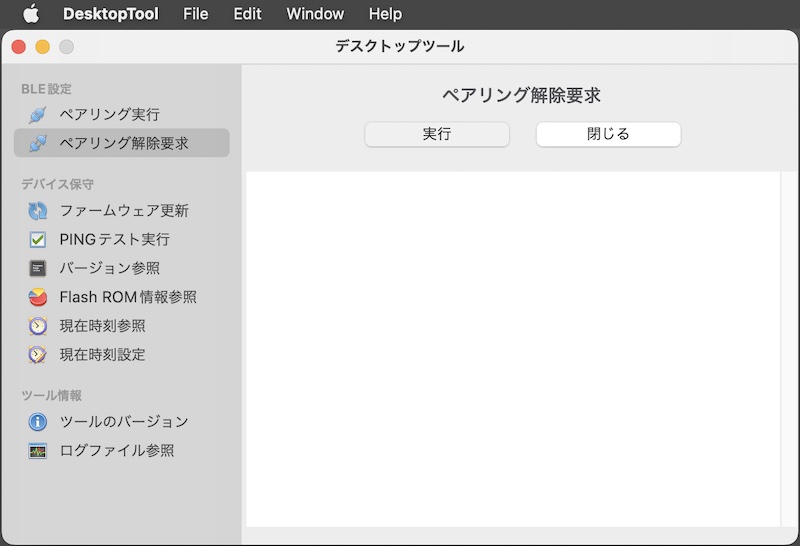 DesktopTool File Edit Window Help
デスクトップツール
BLE設定
ペアリング実行
ペアリング解除要求
デバイス保守
ファームウェア更新
PINGテスト実行
バージョン参照
Flash ROM情報参照
現在時刻参照
現在時刻設定
ツール情報
ツールのバージョン
ログファイル参照
ペアリング解除要求
実行 閉じる